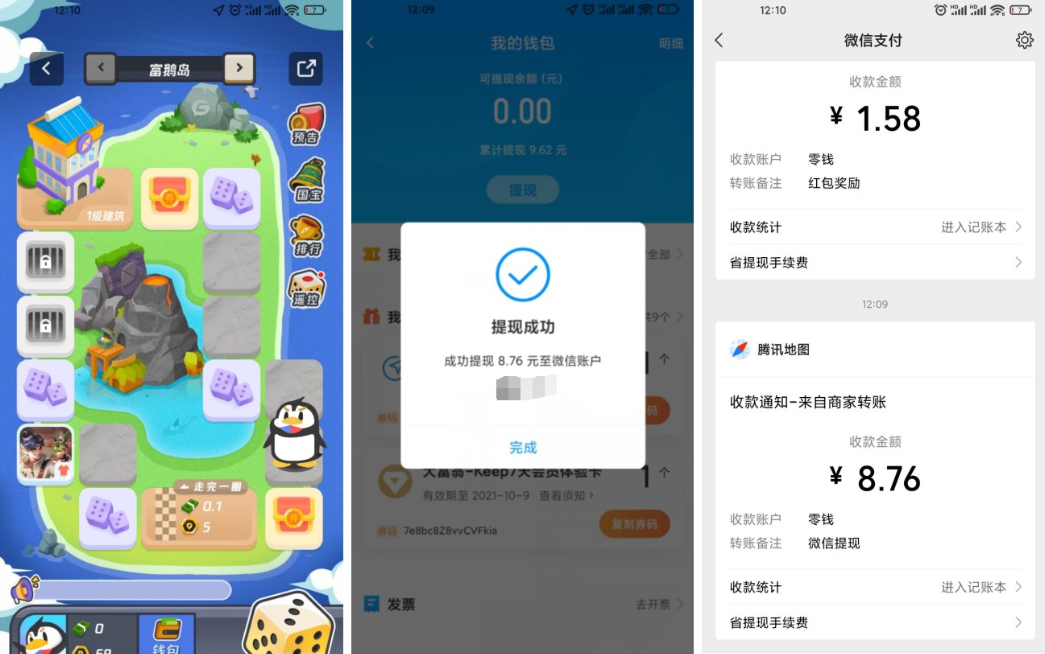 12:10
7
富鹅岛
预告
国宝
排行
遥控
1级建筑
走完一圈
0.1
5
0
钱包
12:09
7
我的钱包
明细
可提现余额（元）
0.00
累计提现 9.62 元
提现
我
全部
我
共9个
个
提现成功
成功提现 8.76 元至微信账户
完成
券码
码
大富翁-Keep7天会员体验卡
1 个
有效期至 2021-10-9 查看须知
券码 7e8bc8Z8vvCVFkia
复制券码
发票
去开票
12:10
7
微信支付
收款金额
¥ 1.58
收款账户 零钱
转账备注 红包奖励
收款统计 进入记账本
省提现手续费
12:09
腾讯地图
收款通知-来自商家转账
收款金额
¥ 8.76
收款账户 零钱
转账备注 微信提现
收款统计 进入记账本
省提现手续费